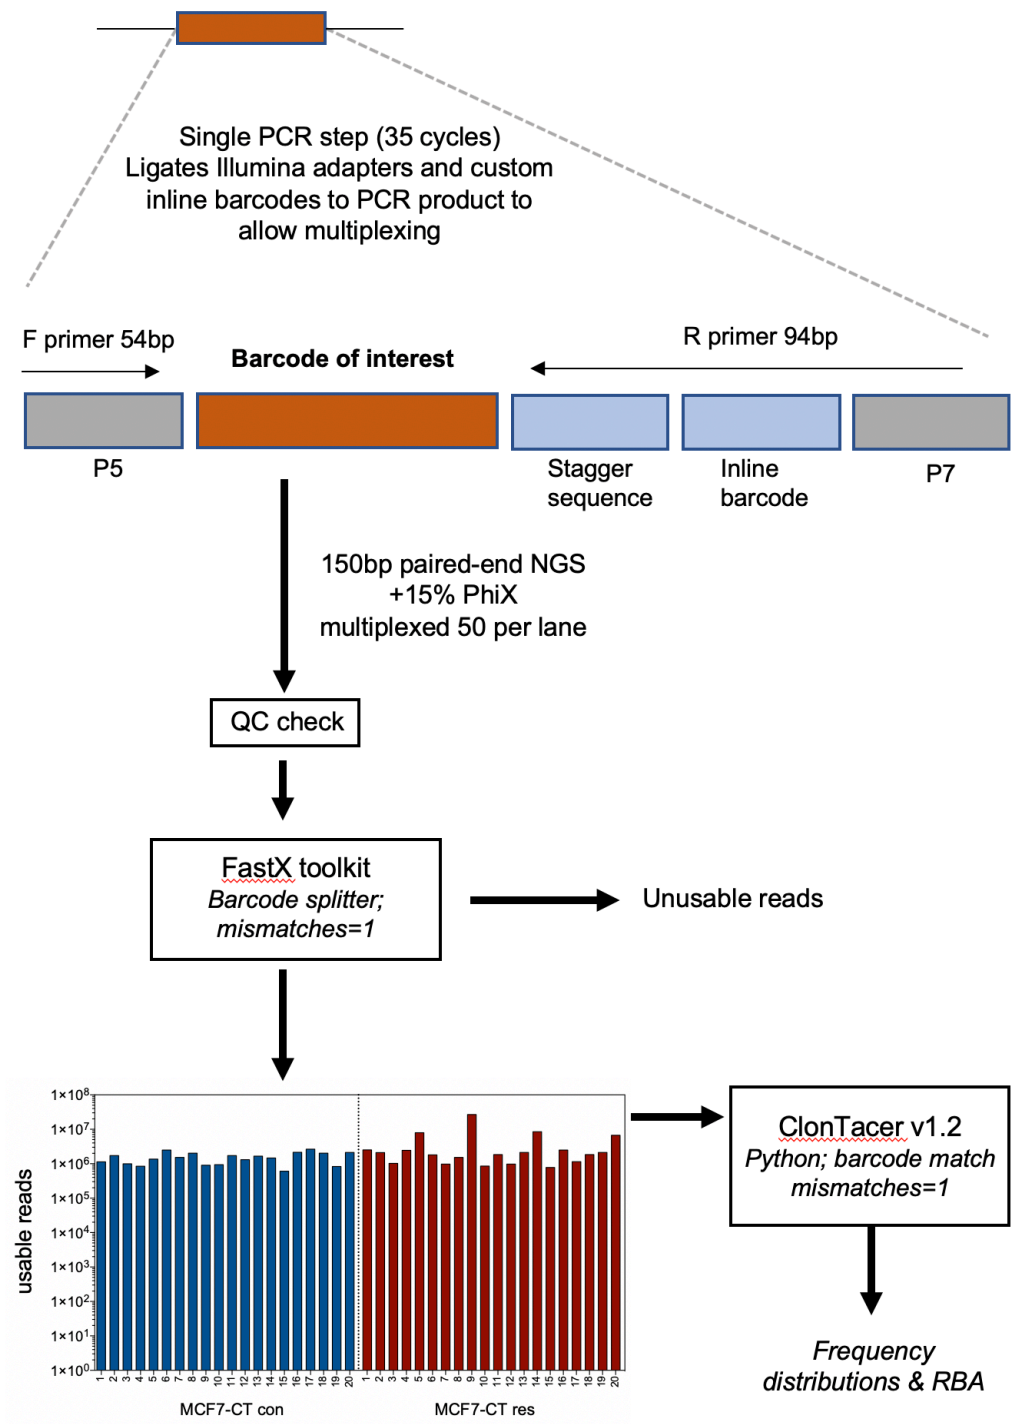 Single PCR step (35 cycles)
Ligates Illumina adapters and custom
inline barcodes to PCR product to
allow multiplexing
F primer 54bp
Barcode of interest
R primer 94bp
P5
Stagger
sequence
Inline
barcode
P7
150bp paired-end NGS
+15% PhiX
multiplexed 50 per lane
QC check
FastX toolkit
Barcode splitter;
mismatches=1
Unusable reads
usable reads
1×10⁸
1×10⁷
1×10⁶
1×10⁵
1×10⁴
1×10³
1×10²
1×10¹
1×10⁰
1 2 3 4 5 6 7 8 9 10 11 12 13 14 15 16 17 18 19 20
1 2 3 4 5 6 7 8 9 10 11 12 13 14 15 16 17 18 19 20
MCF7-CT con
MCF7-CT res
ClonTacer v1.2
Python; barcode match
mismatches=1
Frequency
distributions & RBA